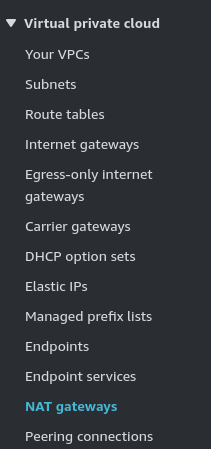 Virtual private cloud
Your VPCs
Subnets
Route tables
Internet gateways
Egress-only internet
gateways
Carrier gateways
DHCP option sets
Elastic IPs
Managed prefix lists
Endpoints
Endpoint services
NAT gateways
Peering connections